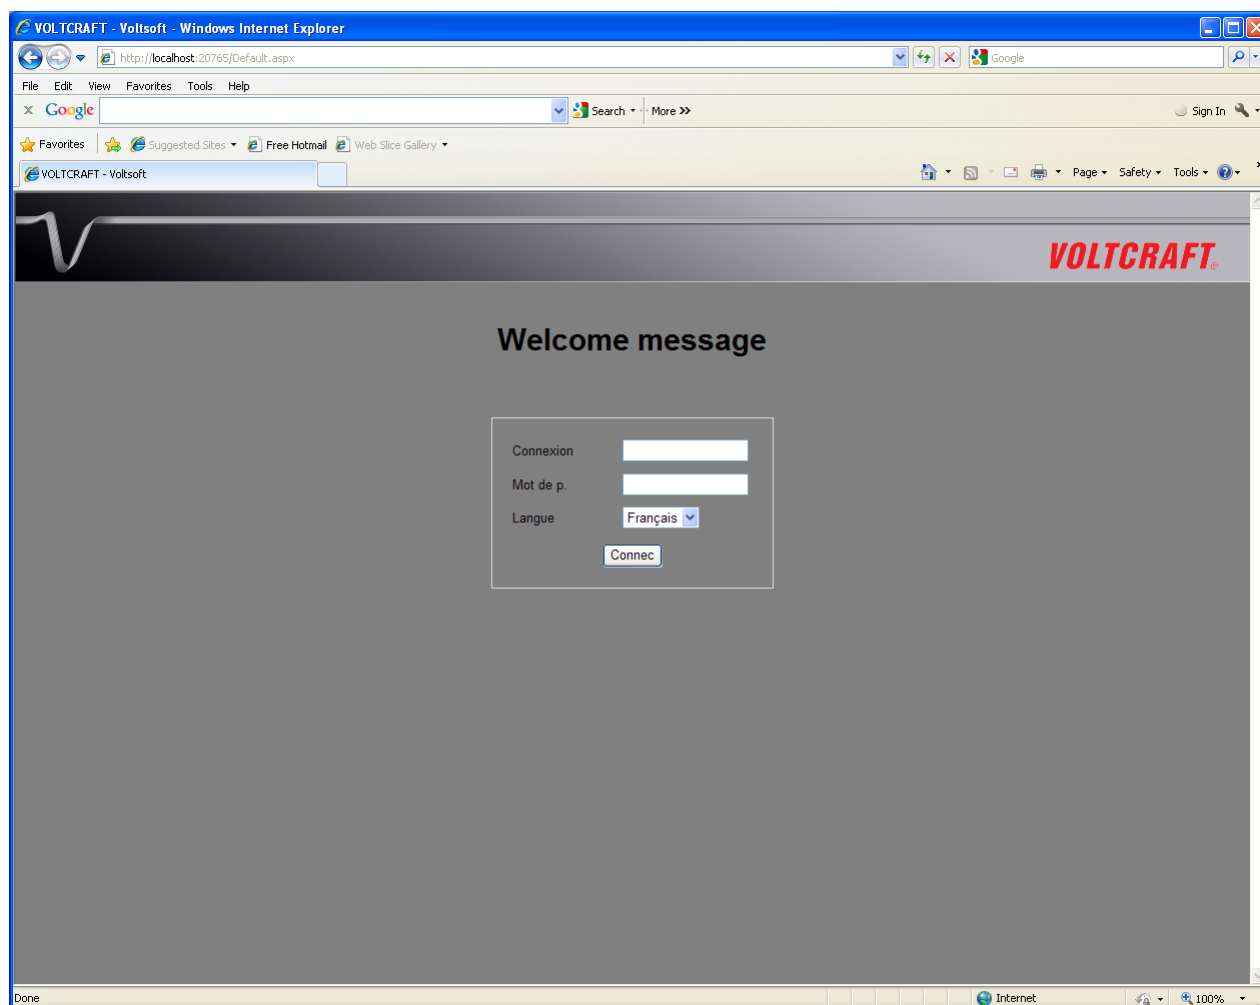 VOLTCRAFT - Voltsoft - Windows Internet Explorer
http://localhost:20765/Default.aspx
Google
File Edit View Favorites Tools Help
x Google Search More >> Sign In
Favorites Suggested Sites Free Hotmail Web Slice Gallery
VOLTCRAFT - Voltsoft Page Safety Tools
VOLTCRAFT®
Welcome message
Connexion
Mot de p.
Langue Français
Connec
Done Internet 100%